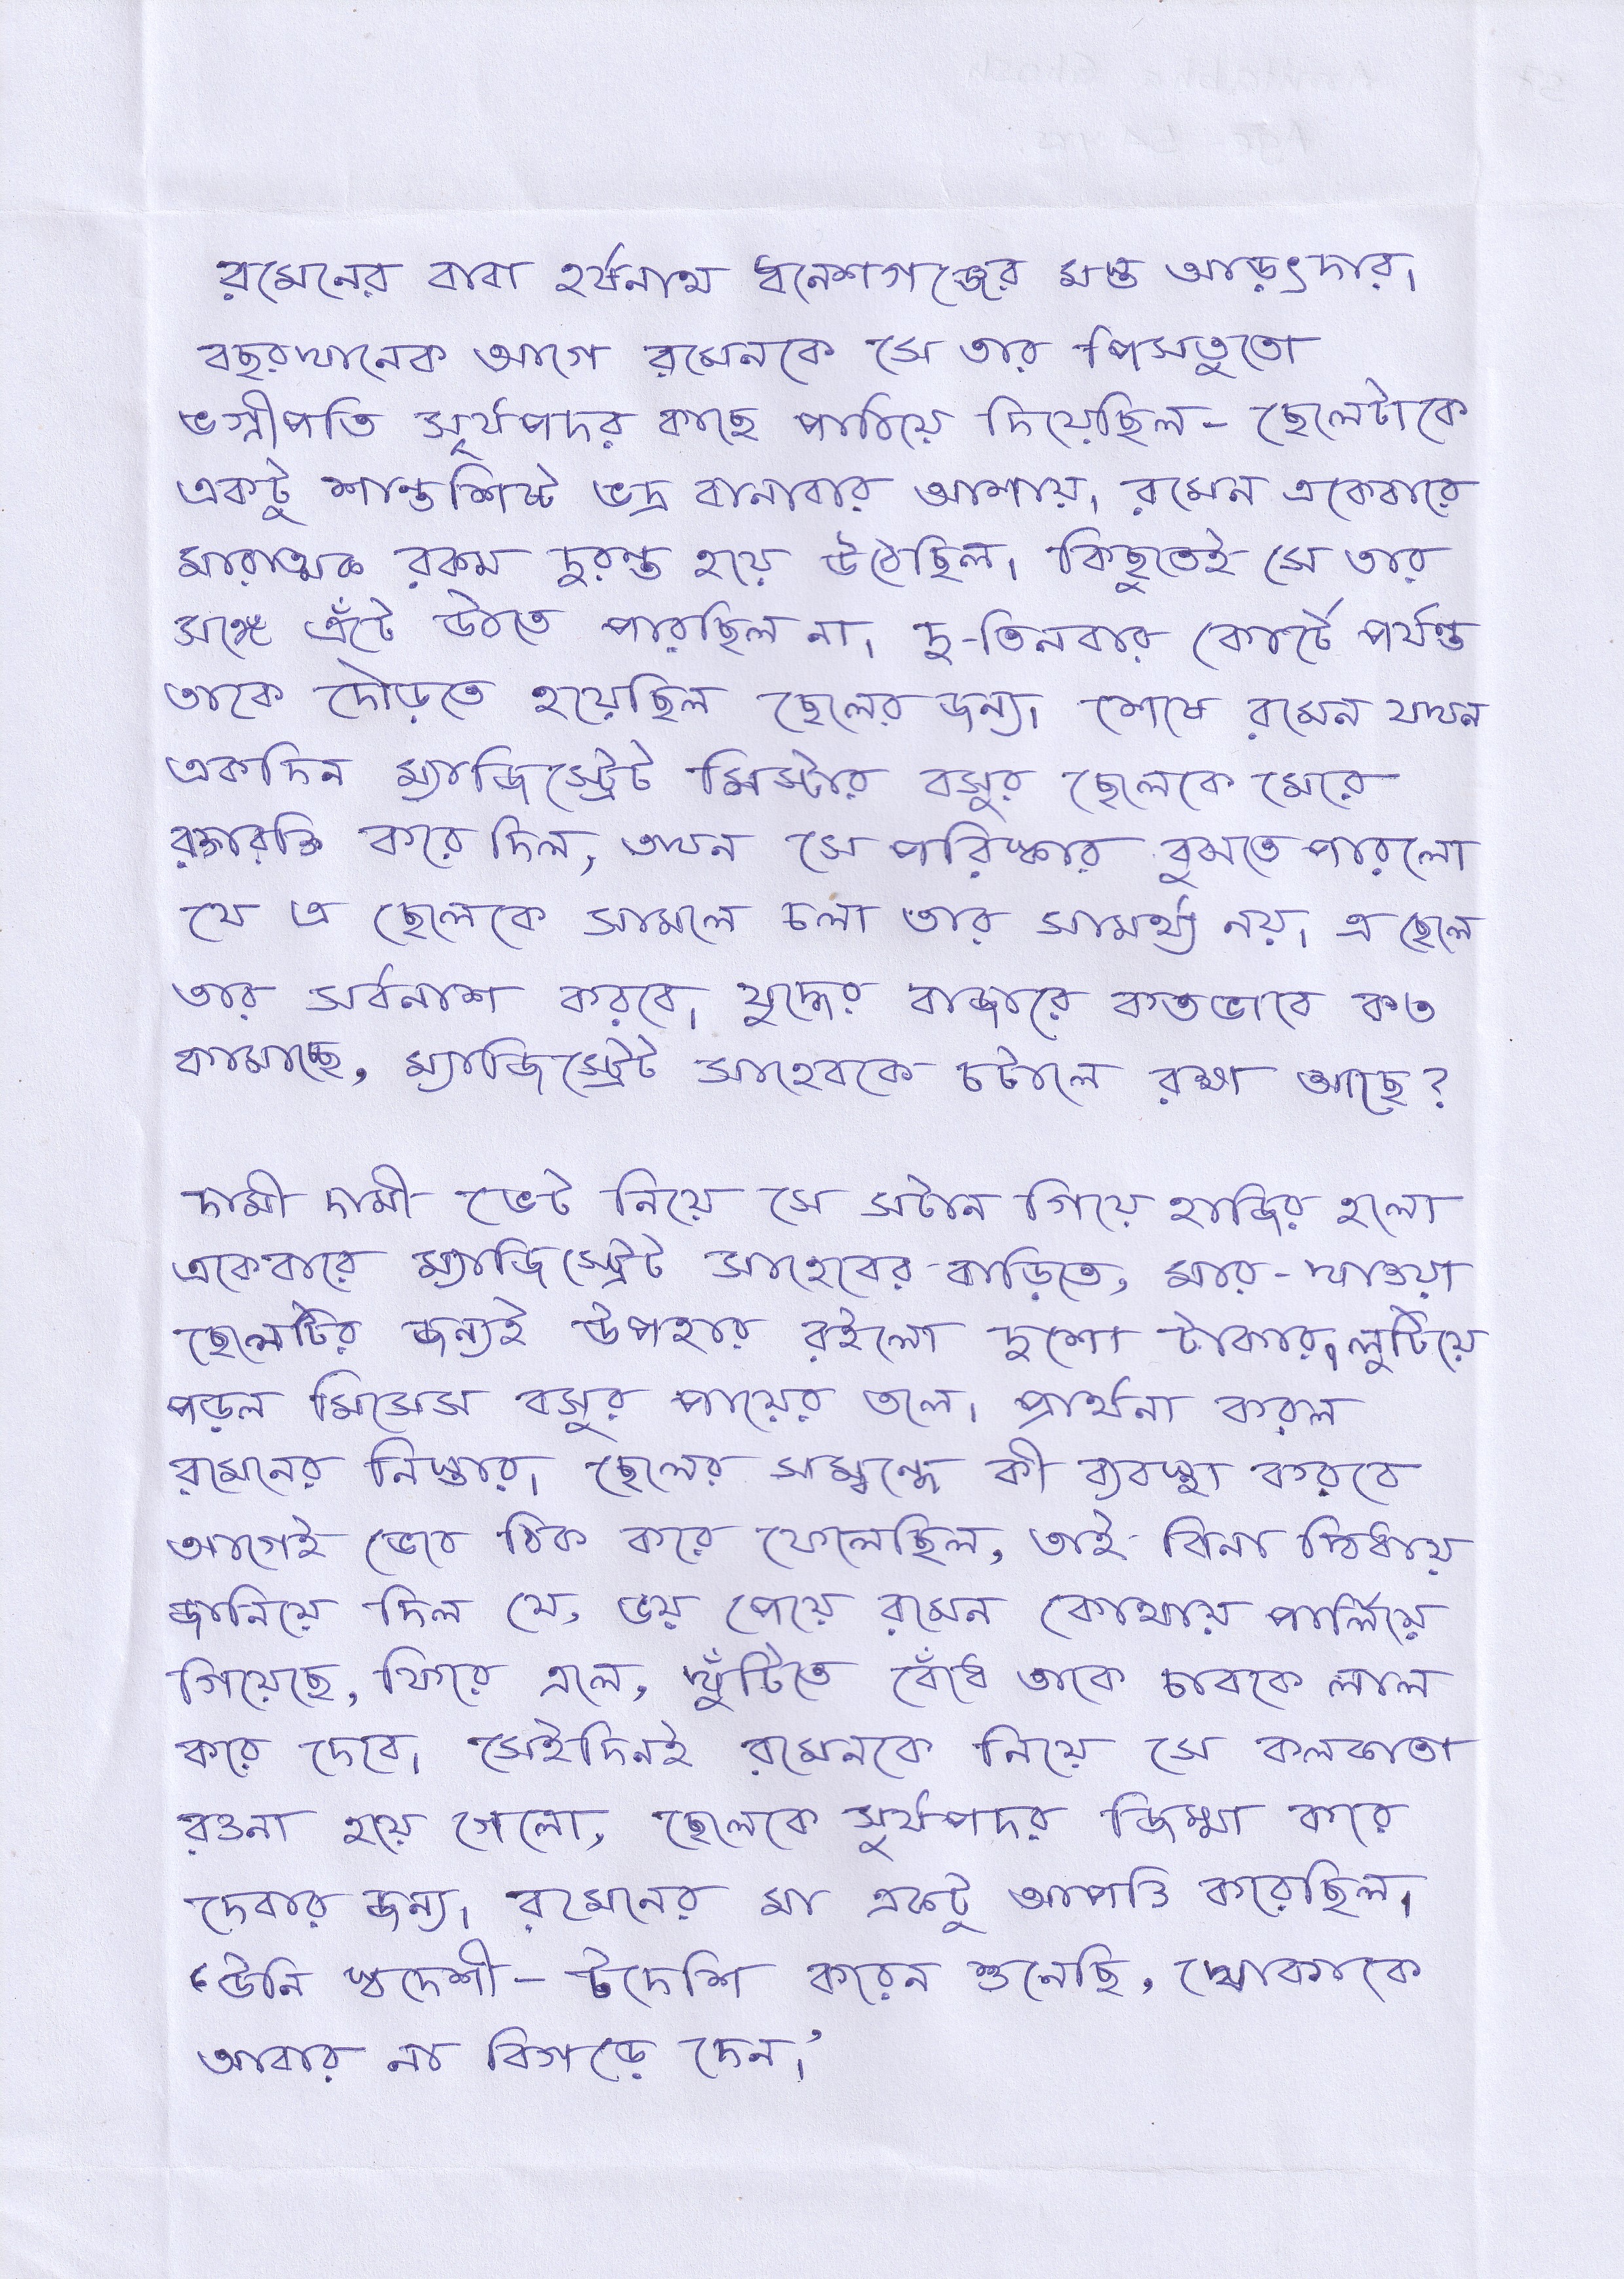 রমেনের বাবা হর্ষনাথ ধনেশগঞ্জের মস্ত আড়ৎদার।
বছরখানেক আগে রমেনকে সে তার পিসতুতো
ভগ্নীপতি সূর্যপদর কাছে পাঠিয়ে দিয়েছিল- ছেলেটাকে
একটু শান্তশিষ্ট ভদ্র বানাবার আশায়। রমেন একেবারে
মারাত্মক রকম দুরন্ত হয়ে উঠেছিল। কিছুতেই সে তার
সঙ্গে এঁটে উঠতে পারছিল না। দু-তিনবার কোর্টে পর্যন্ত
তাকে দৌড়তে হয়েছিল ছেলের জন্য। শেষে রমেন যখন
একদিন ম্যাজিস্ট্রেট মিস্টার বসুর ছেলেকে মেরে
রক্তারক্তি করে দিল, তখন সে পরিষ্কার বুঝতে পারলো
যে এ ছেলেকে সামলে চলা তার সামর্থ্য নয়। এ ছেলে
তার সর্বনাশ করবে। যুদ্ধের বাজারে কতভাবে কত
কামাচ্ছে, ম্যাজিস্ট্রেট সাহেবকে চটালে রক্ষা আছে?
দামী দামী ভেট নিয়ে সে সটান গিয়ে হাজির হলো
একেবারে ম্যাজিস্ট্রেট সাহেবের বাড়িতে, মার-খাওয়া
ছেলেটির জন্যই উপহার রইলো দুশো টাকার। লুটিয়ে
পড়ল মিসেস বসুর পায়ের তলে। প্রার্থনা করল
রমেনের নিস্তার। ছেলের সম্বন্ধে কী ব্যবস্থা করবে
আগেই ভেবে ঠিক করে ফেলেছিল, তাই বিনা দ্বিধায়
জানিয়ে দিল যে, ভয় পেয়ে রমেন কোথায় পালিয়ে
গিয়েছে, ফিরে এলে, খুঁটিতে বেঁধে তাকে চাবকে লাল
করে দেবে। সেইদিনই রমেনকে নিয়ে সে কলকাতা
রওনা হয়ে গেলো, ছেলেকে সূর্যপদর জিম্মা করে
দেবার জন্য। রমেনের মা একটু আপত্তি করেছিল।
‘উনি স্বদেশী - টদেশি করেন শুনেছি, খোকাকে
আবার না বিগড়ে দেন।’